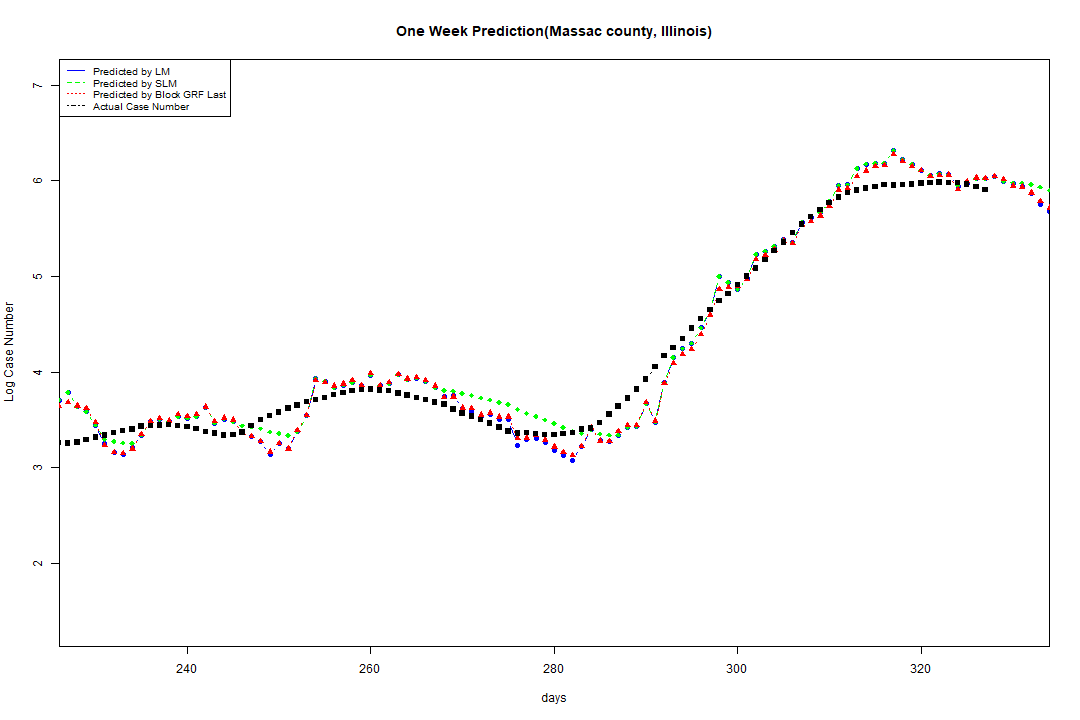 One Week Prediction(Massac county, Illinois)
Predicted by LM
Predicted by SLM
Predicted by Block GRF Last
Actual Case Number
7
6
5
4
3
2
Log Case Number
240 260 280 300 320
days